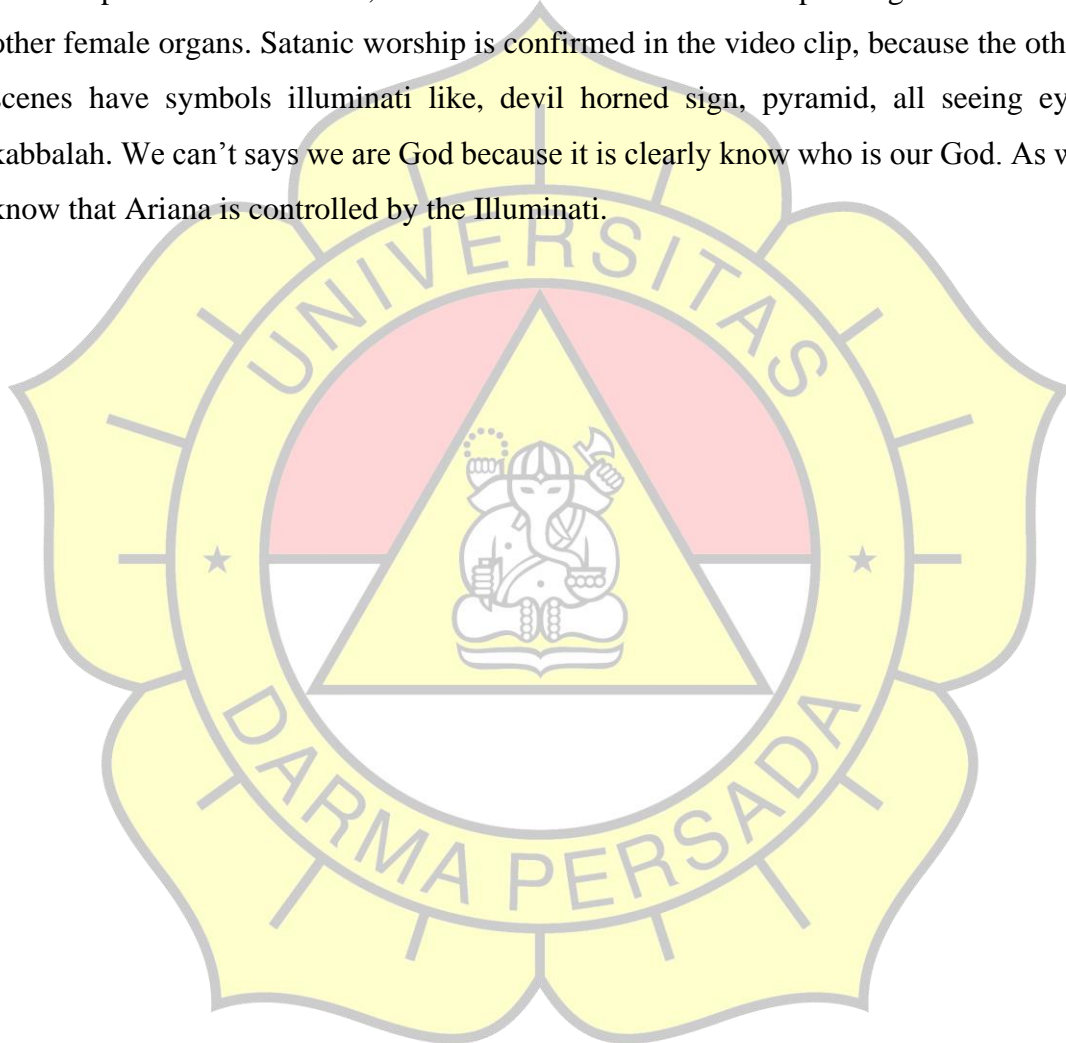 other female organs. Satanic worship is confirmed in the video clip, because the oth
scenes have symbols illuminati like, devil horned sign, pyramid, all seeing ey
kabbalah. We can’t says we are God because it is clearly know who is our God. As w
know that Ariana is controlled by the Illuminati.
UNIVERSITAS
DARMA PERSADA